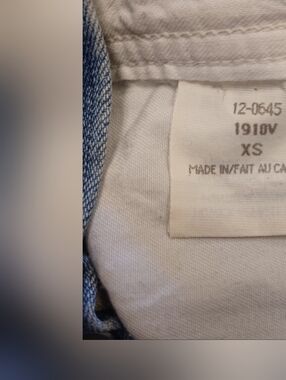 12-0645
1910V
XS
MADE IN/FAIT AU CA